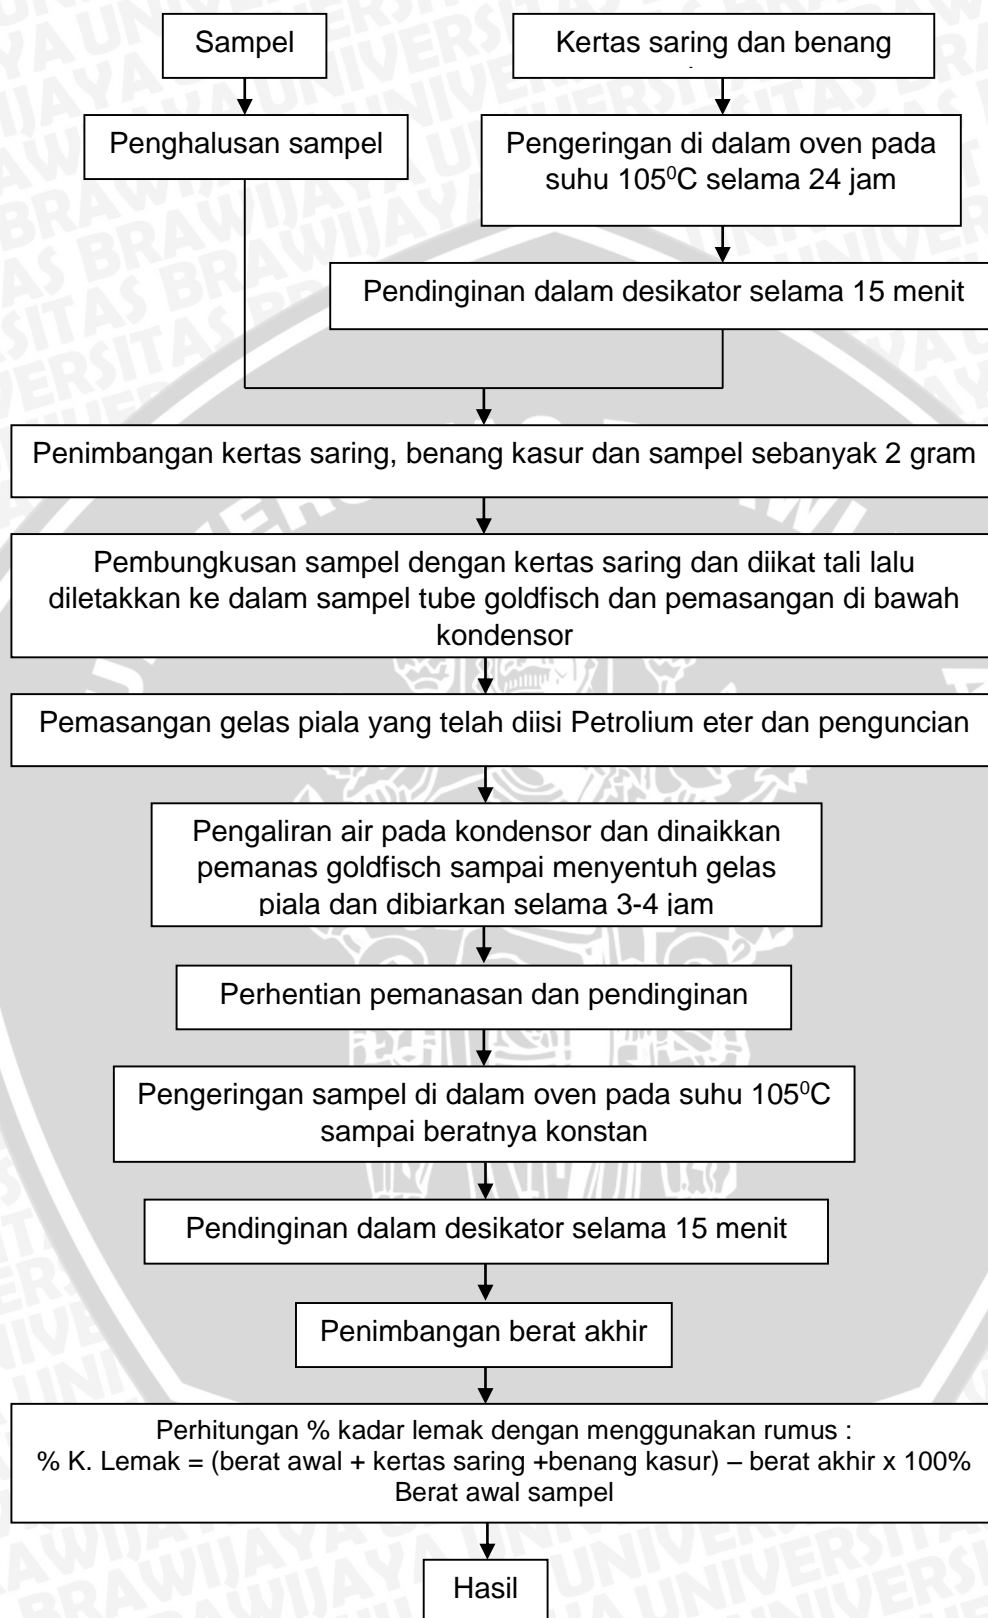 Sampel
Kertas saring dan benang
Penghalusan sampel
Pengeringan di dalam oven pada
suhu 105⁰C selama 24 jam
Pendinginan dalam desikator selama 15 menit
Penimbangan kertas saring, benang kasur dan sampel sebanyak 2 gram
Pembungkusan sampel dengan kertas saring dan diikat tali lalu
diletakkan ke dalam sampel tube goldfisch dan pemasangan di bawah
kondensor
Pemasangan gelas piala yang telah diisi Petrolium eter dan penguncian
Pengaliran air pada kondensor dan dinaikkan
pemanas goldfisch sampai menyentuh gelas
piala dan dibiarkan selama 3-4 jam
Perhentian pemanasan dan pendinginan
Pengeringan sampel di dalam oven pada suhu 105⁰C
sampai beratnya konstan
Pendinginan dalam desikator selama 15 menit
Penimbangan berat akhir
Perhitungan % kadar lemak dengan menggunakan rumus :
% K. Lemak = (berat awal + kertas saring +benang kasur) – berat akhir x 100%
Berat awal sampel
Hasil